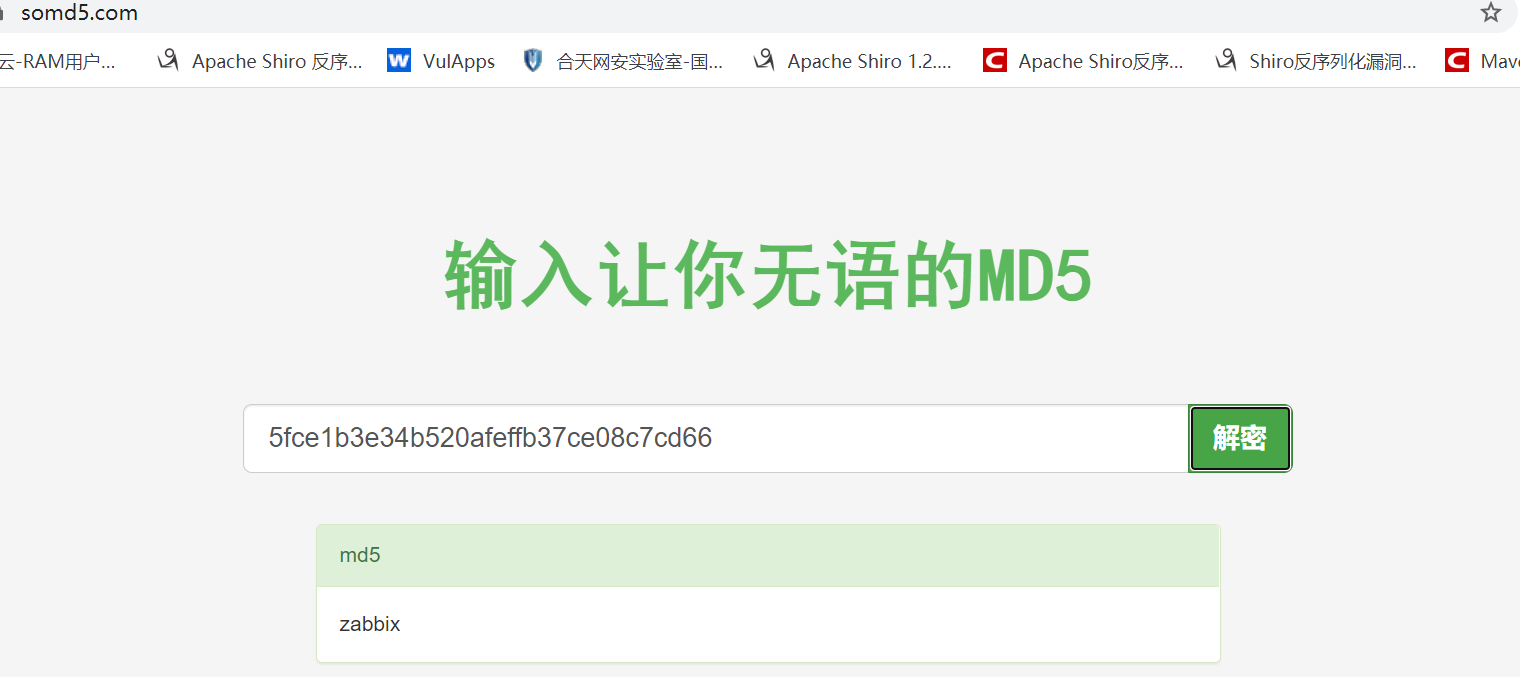 somd5.com
云-RAM用户... Apache Shiro 反序... W VulApps 合天网安实验室-国... Apache Shiro 1.2.... C Apache Shiro反序... Shiro反序列化漏洞... C Mave
输入让你无语的MD5
5fce1b3e34b520afeffb37ce08c7cd66 解密
md5
zabbix